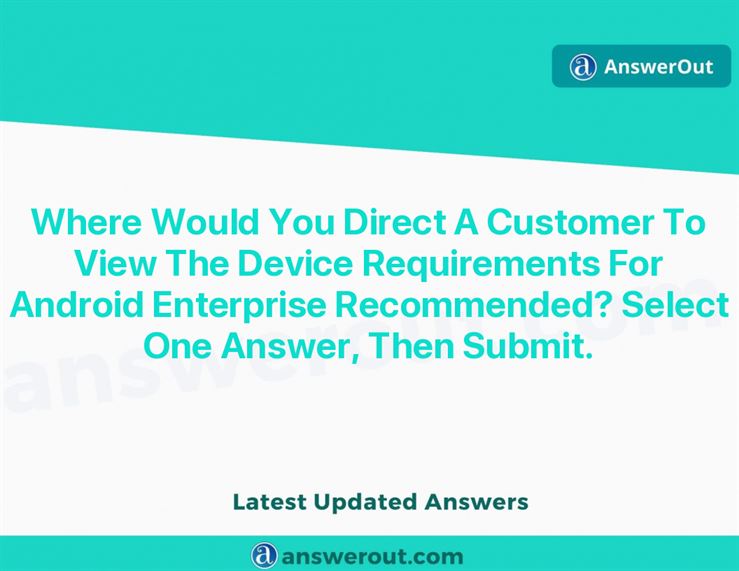 AnswerOut
Where Would You Direct A Customer To
View The Device Requirements For
Android Enterprise Recommended? Select
One Answer, Then Submit.
answerout.com
Latest Updated Answers
answerout.com